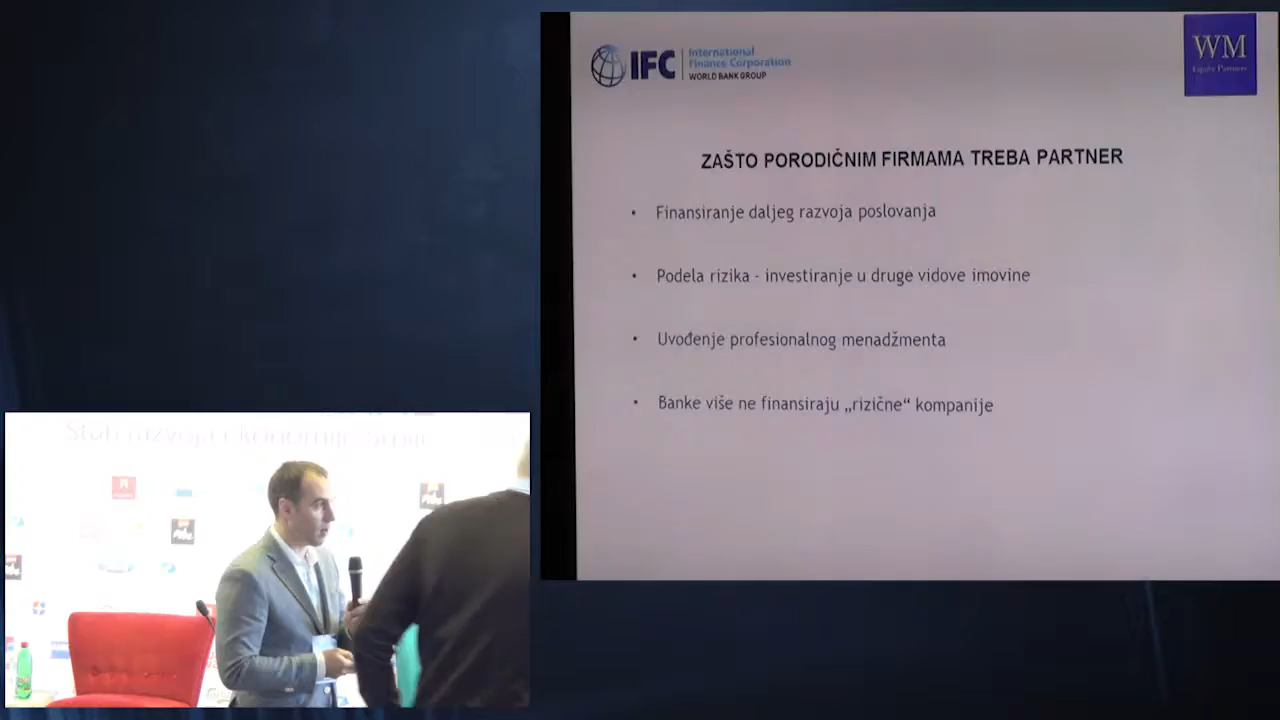 IFC
International
Finance Corporation
WORLD BANK GROUP
WM
Equity Partners
ZAŠTO PORODIČNIM FIRMAMA TREBA PARTNER
• Finansiranje daljeg razvoja poslovanja
• Podela rizika - investiranje u druge vidove imovine
• Uvođenje profesionalnog menadžmenta
• Banke više ne finansiraju „rizične“ kompanije